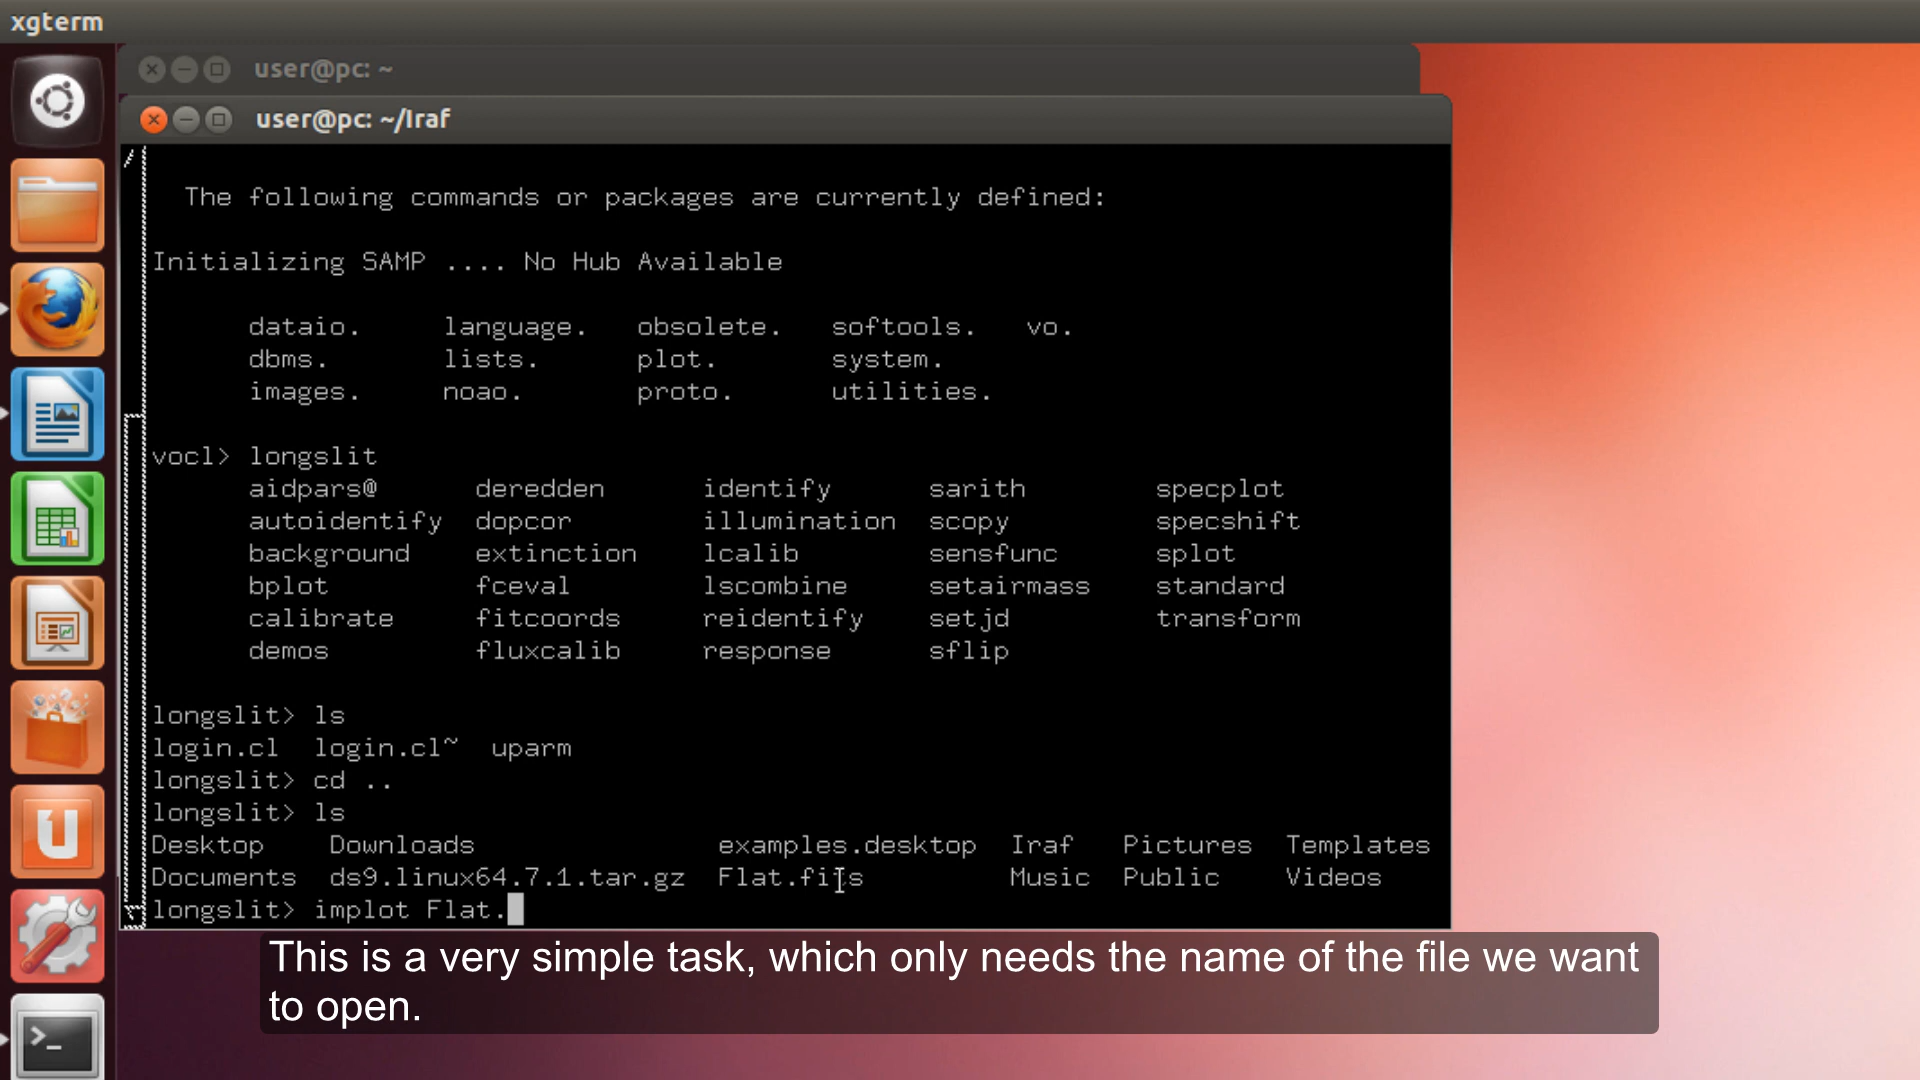 xgterm
user@pc: ~
user@pc: ~/Iraf
The following commands or packages are currently defined:
Initializing SAMP .... No Hub Available
dataio. language. obsolete. softools. vo.
dbms. lists. plot. system.
images. noao. proto. utilities.
vocl> longslit
aidpars@ deredden identify sarith specplot
autoidentify dopcor illumination scopy specshift
background extinction lcalib sensfunc splot
bplot fceval lscombine setairmass standard
calibrate fitcoords reidentify setjd transform
demos fluxcalib response sflip
longslit> ls
login.cl login.cl~ uparm
longslit> cd ..
longslit> ls
Desktop Downloads examples.desktop Iraf Pictures Templates
Documents ds9.linux64.7.1.tar.gz Flat.fits Music Public Videos
longslit> implot Flat.
This is a very simple task, which only needs the name of the file we want
to open.